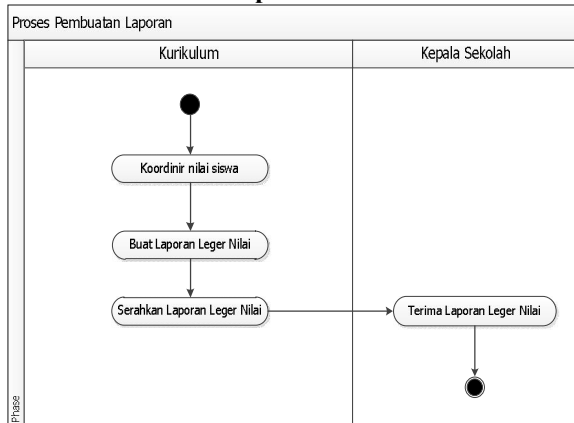 Proses Pembuatan Laporan
Kurikulum
Kepala Sekolah
Koordinir nilai siswa
Buat Laporan Leger Nilai
Serahkan Laporan Leger Nilai
Terima Laporan Leger Nilai
Phase